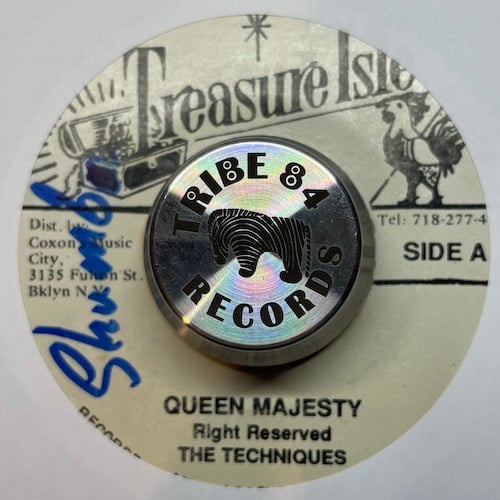 Treasure Isle
TRIBE 84
RECORDS
Dist. by:
Coxon Music
City,
3135 Fulton St.
Bklyn N.Y.
Tel: 718-277-4
SIDE A
QUEEN MAJESTY
Right Reserved
THE TECHNIQUES